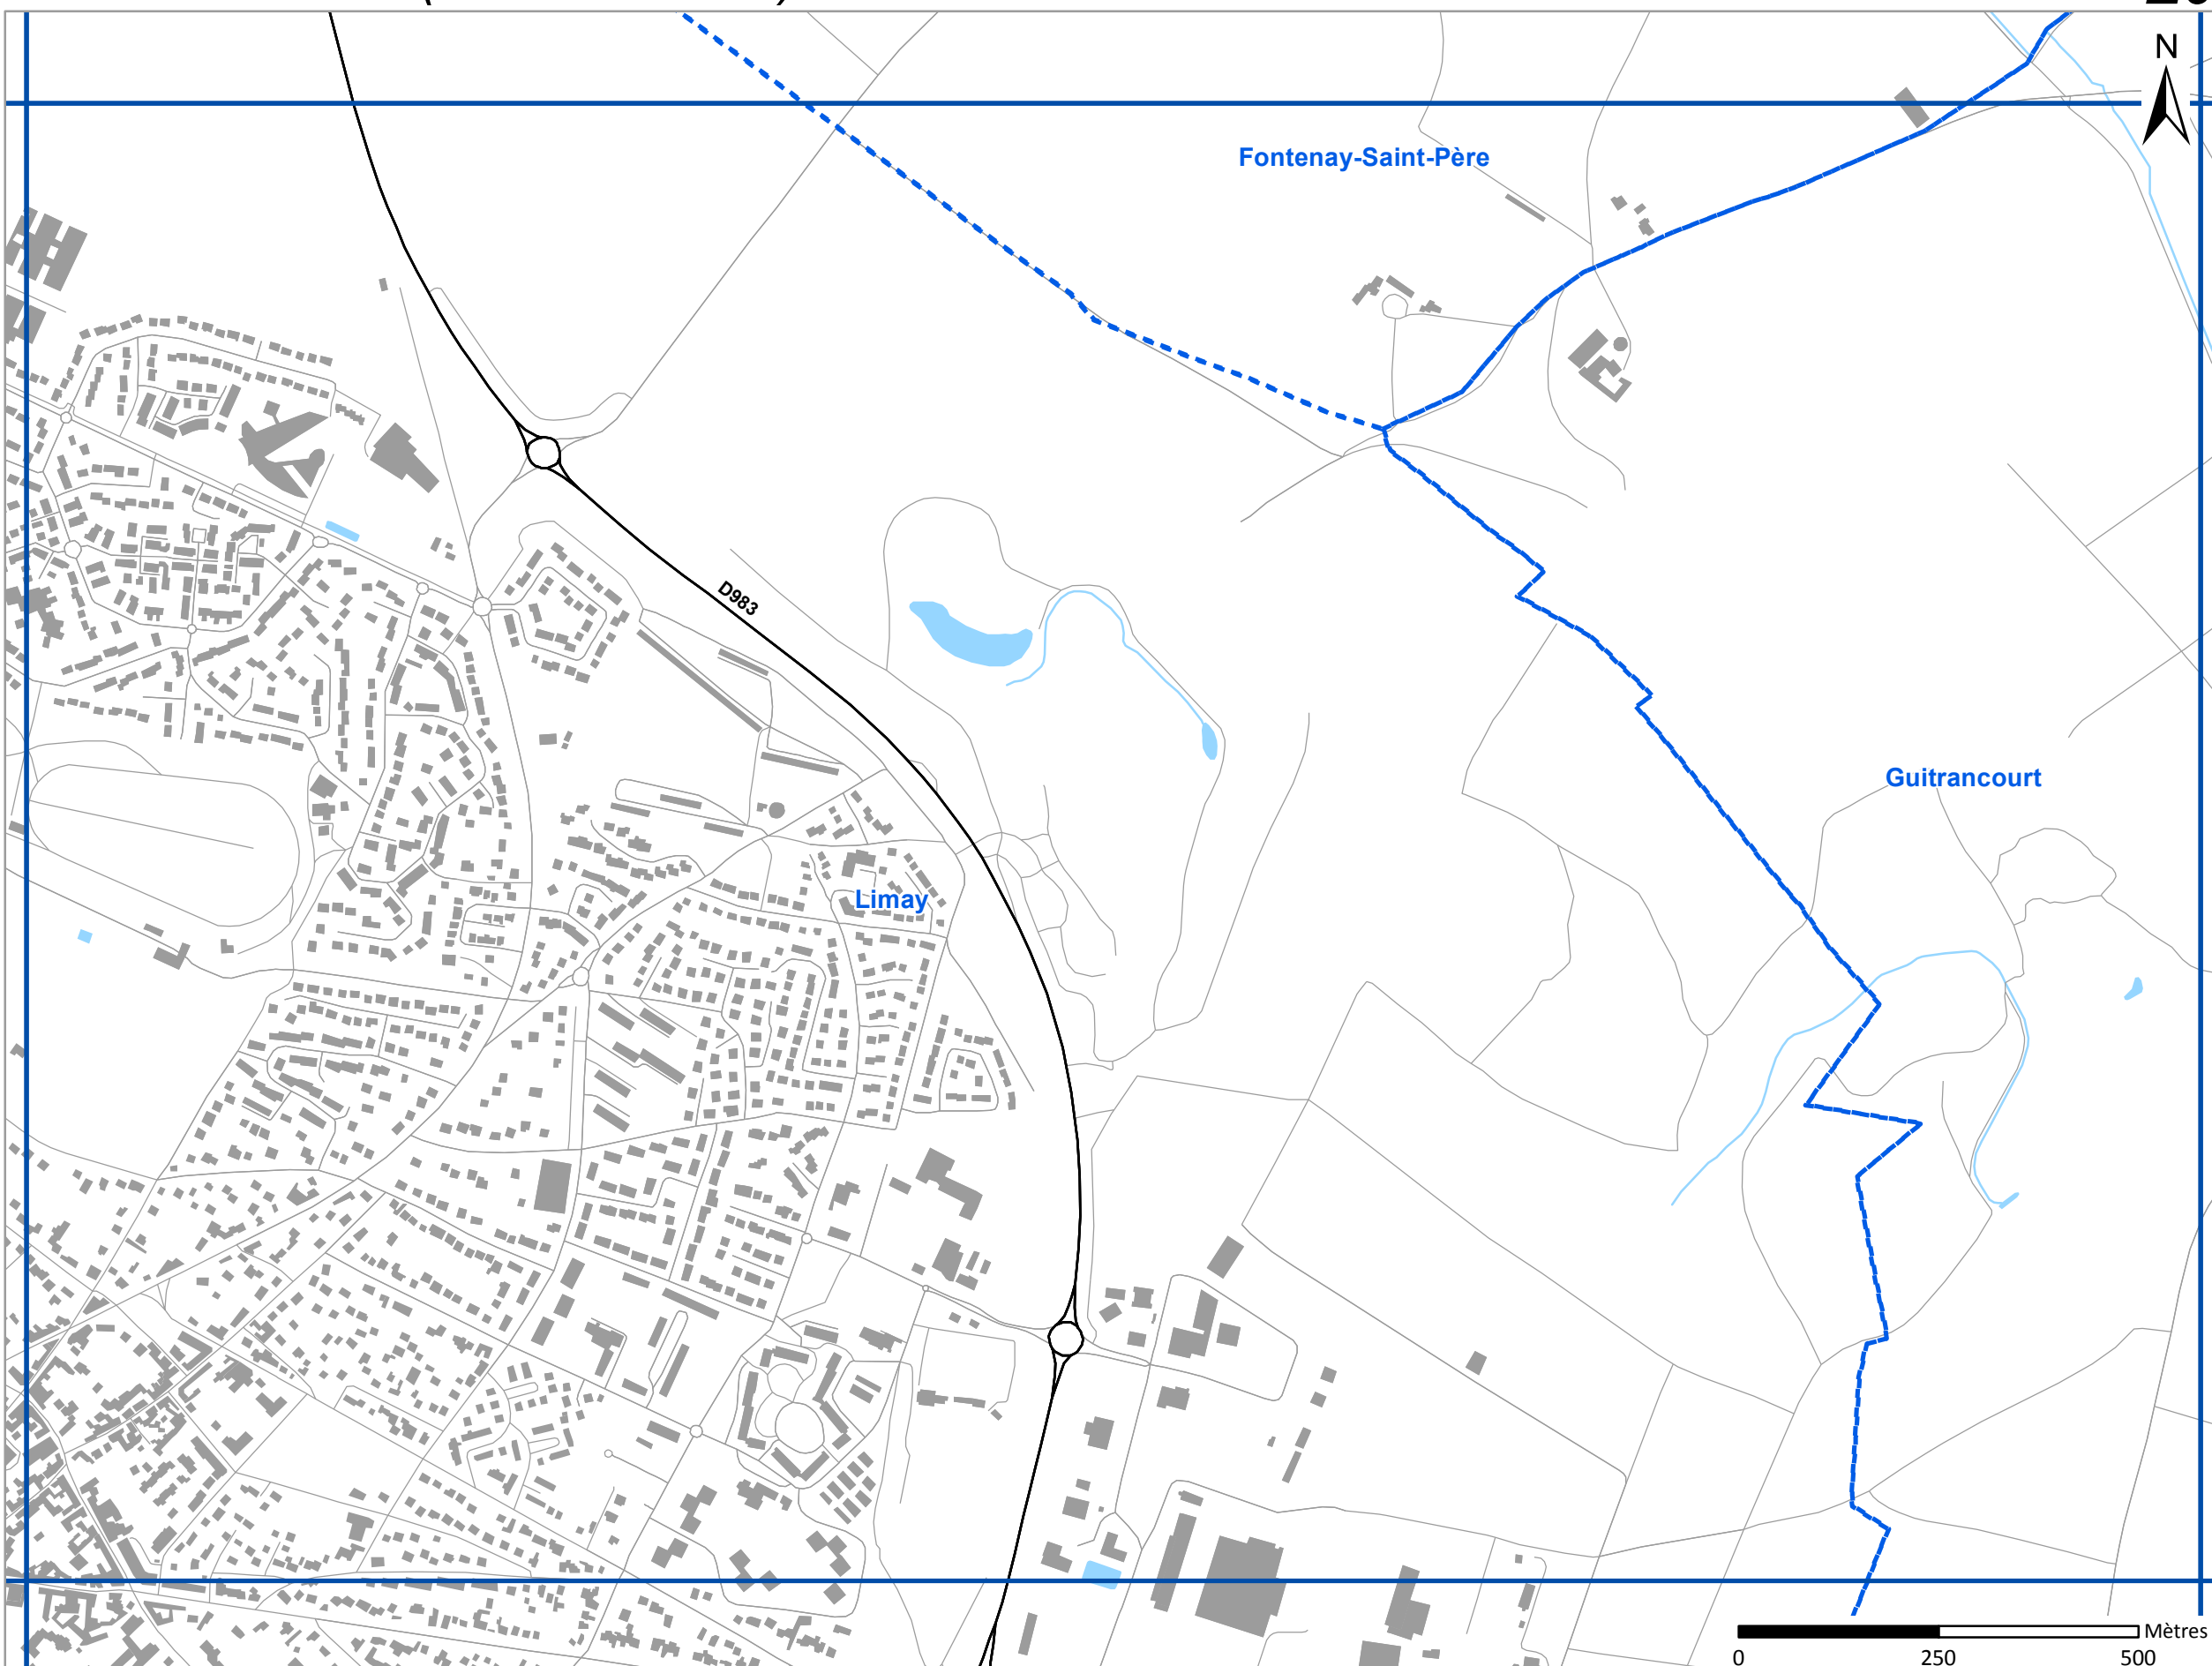 N
Fontenay-Saint-Père
D983
Guitrancourt
Limay
Mètres
0 250 500